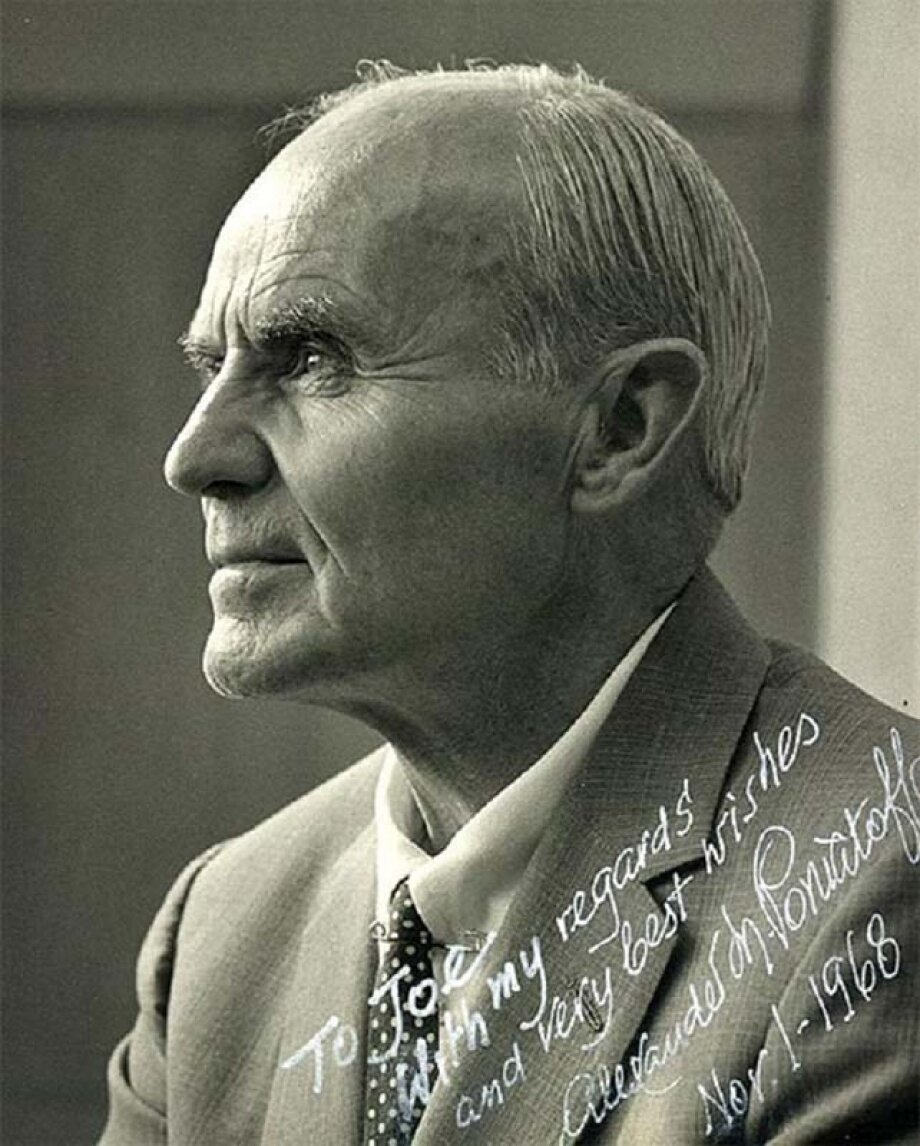 To Joe
With my regards
and very best wishes
Alexander M. Poniatoff
Nov. 1-1968